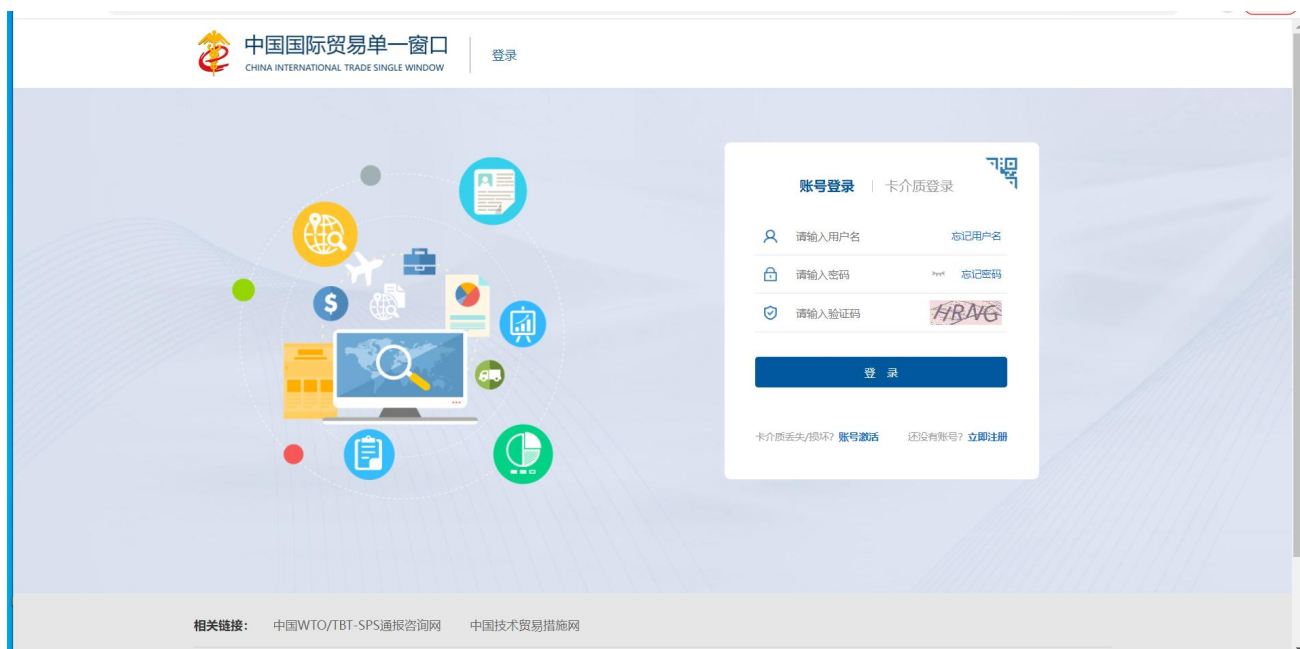 中国国际贸易单一窗口
CHINA INTERNATIONAL TRADE SINGLE WINDOW
登录
账号登录 卡介质登录
请输入用户名 忘记用户名
请输入密码 忘记密码
请输入验证码 HRNG
登 录
卡介质丢失/损坏? 账号激活 还没有账号? 立即注册
相关链接: 中国WTO/TBT-SPS通报咨询网 中国技术贸易措施网